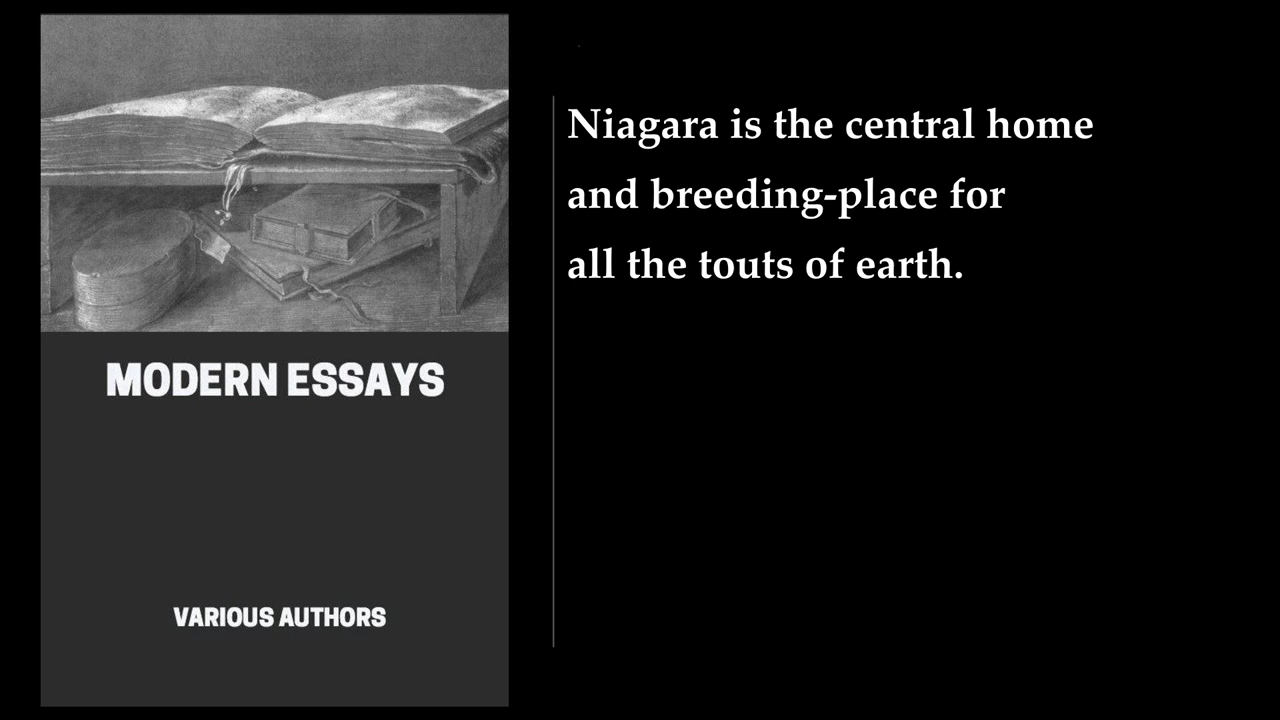 MODERN ESSAYS
VARIOUS AUTHORS
Niagara is the central home
and breeding-place for
all the touts of earth.